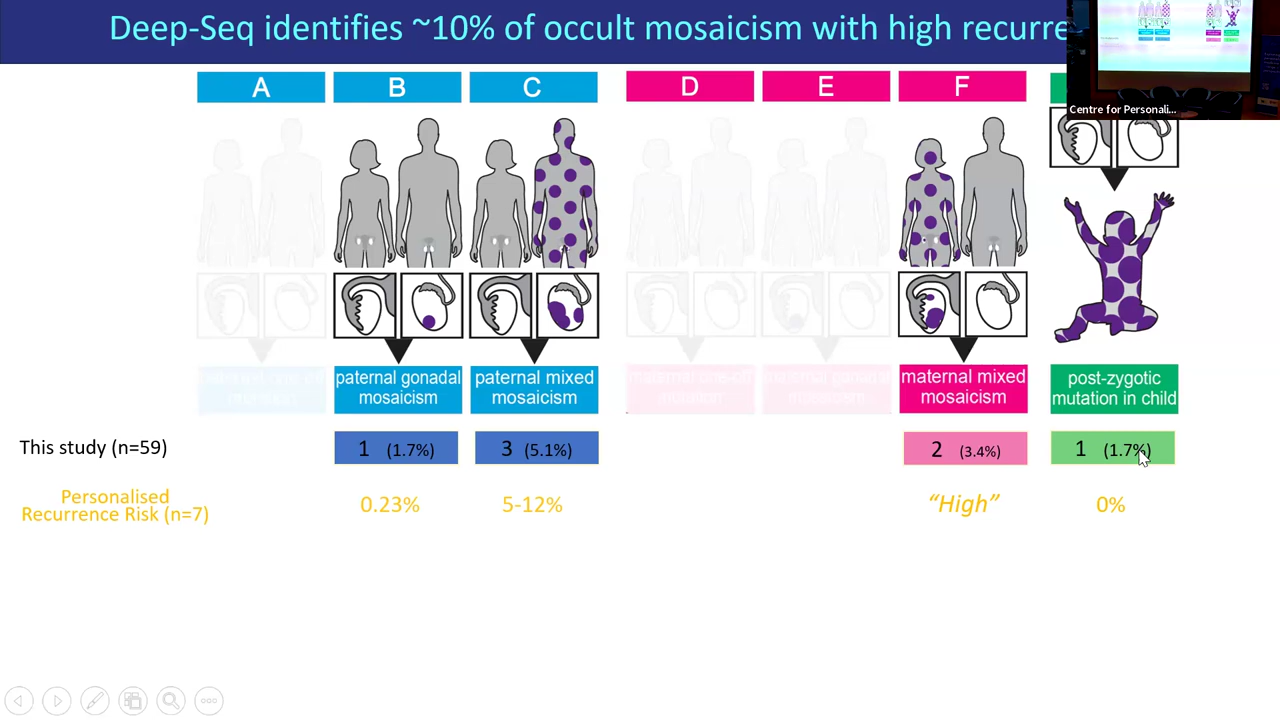 Deep-Seq identifies ~10% of occult mosaicism with high
Centre for Personali...
A
B
C
D
E
F
paternal gonadal
mosaicism
paternal mixed
mosaicism
maternal mixed
mosaicism
post-zygotic
mutation in child
This study (n=59)
1 (1.7%)
3 (5.1%)
2 (3.4%)
1 (1.7%)
Personalised
Recurrence Risk (n=7)
0.23%
5-12%
“High”
0%